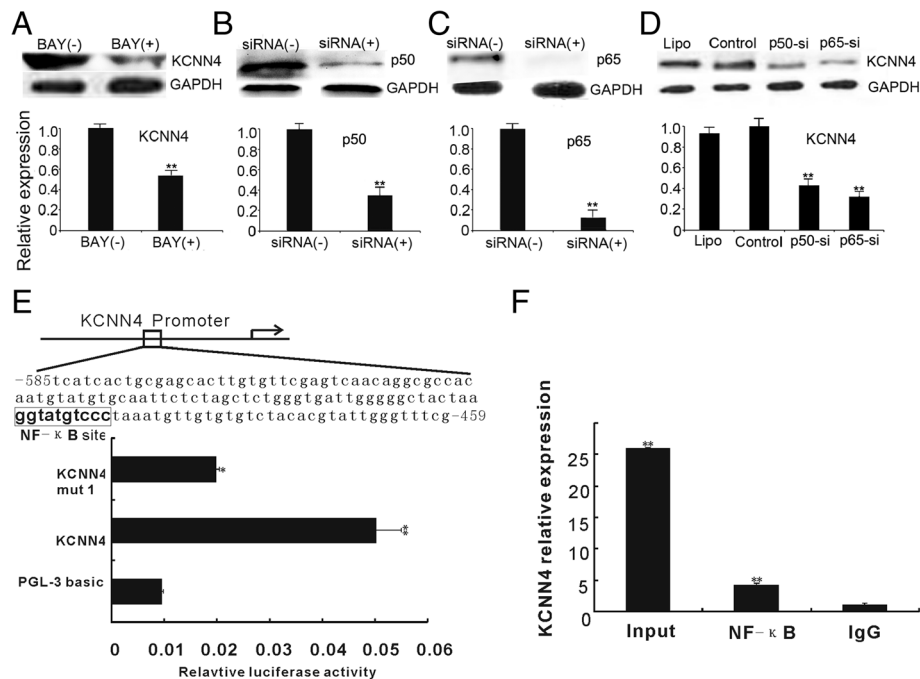 A
BAY(-) BAY(+)
KCNN4
GAPDH
Relative expression
1.0
0.8
0.6
0.4
0.2
0
KCNN4
**
BAY(-) BAY(+)
B
siRNA(-) siRNA(+)
p50
GAPDH
1.0
0.8
0.6
0.4
0.2
0
p50
**
siRNA(-) siRNA(+)
C
siRNA(-) siRNA(+)
p65
GAPDH
1.0
0.8
0.6
0.4
0.2
0
p65
**
siRNA(-) siRNA(+)
D
Lipo Control p50-si p65-si
KCNN4
GAPDH
1.0
0.8
0.6
0.4
0.2
0
KCNN4
** **
Lipo Control p50-si p65-si
E
KCNN4 Promoter
-585tcatcactgcgagcacttgtgttcgagtcaacaggcgccac
aatgtatgtgcaattctctagctctgggtgattgggggctactaa
ggtatgtccctaaatgttgtgtgtctacacgtattgggtttcg-459
NF-κB site
KCNN4
mut 1
*
KCNN4
**
PGL-3 basic
0 0.01 0.02 0.03 0.04 0.05 0.06
Relavtive luciferase activity
F
KCNN4 relative expression
25
20
15
10
5
0
**
**
Input NF-κB IgG